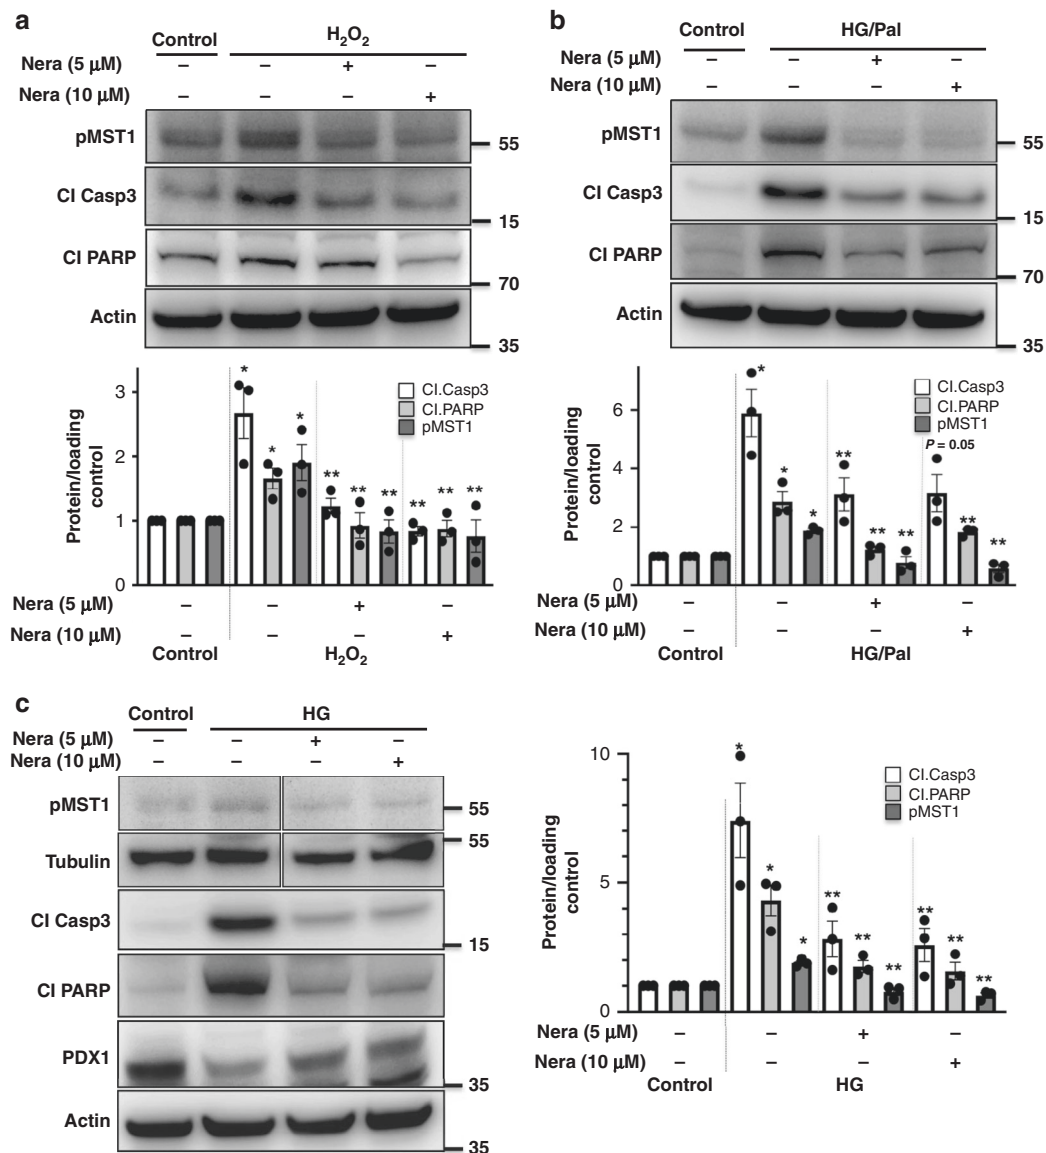 a
Control H2O2
Nera (5 μM) – – + –
Nera (10 μM) – – – +
pMST1 55
Cl Casp3 15
Cl PARP 70
Actin 35
Protein/loading control
3
2
1
0
Cl.Casp3
Cl.PARP
pMST1
* * *
** ** ** ** ** **
Nera (5 μM) – – + –
Nera (10 μM) – – – +
Control H2O2
b
Control HG/Pal
Nera (5 μM) – – + –
Nera (10 μM) – – – +
pMST1 55
Cl Casp3 15
Cl PARP 70
Actin 35
Protein/loading control
6
4
2
0
Cl.Casp3
Cl.PARP
pMST1
P = 0.05
* * *
** ** ** ** **
Nera (5 μM) – – + –
Nera (10 μM) – – – +
Control HG/Pal
c
Control HG
Nera (5 μM) – – + –
Nera (10 μM) – – – +
pMST1 55
Tubulin 55
Cl Casp3 15
Cl PARP
PDX1 35
Actin 35
Protein/loading control
10
5
0
Cl.Casp3
Cl.PARP
pMST1
* * *
** ** ** ** ** **
Nera (5 μM) – – + –
Nera (10 μM) – – – +
Control HG